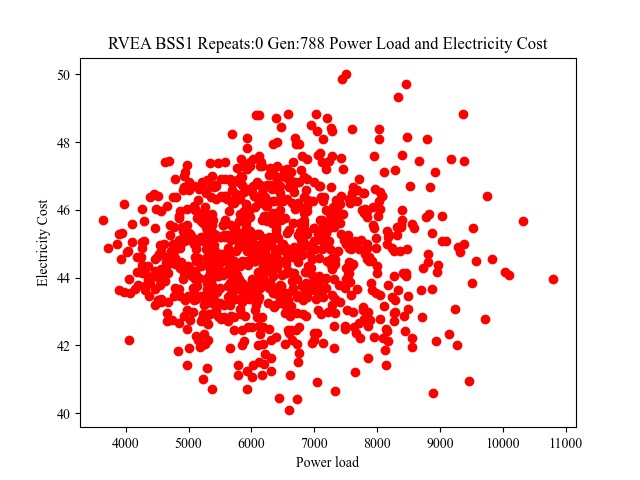 RVEA BSS1 Repeats:0 Gen:788 Power Load and Electricity Cost
50
48
46
44
42
40
Electricity Cost
4000 5000 6000 7000 8000 9000 10000 11000
Power load